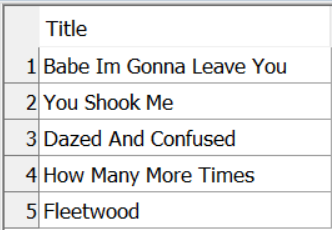 Title
1 Babe Im Gonna Leave You
2 You Shook Me
3 Dazed And Confused
4 How Many More Times
5 Fleetwood